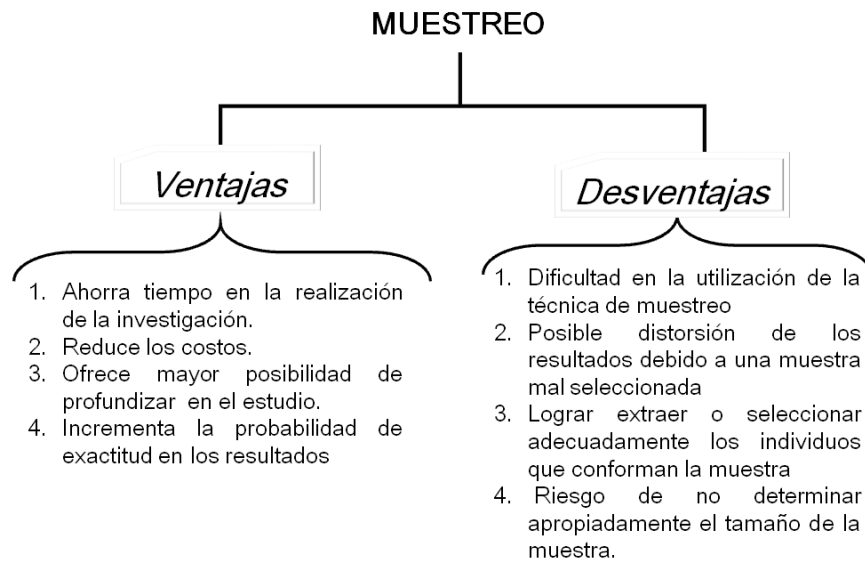 MUESTREO
Ventajas
1. Ahorra tiempo en la realización
de la investigación.
2. Reduce los costos.
3. Ofrece mayor posibilidad de
profundizar en el estudio.
4. Incrementa la probabilidad de
exactitud en los resultados
Desventajas
1. Dificultad en la utilización de la
técnica de muestreo
2. Posible distorsión de los
resultados debido a una muestra
mal seleccionada
3. Lograr extraer o seleccionar
adecuadamente los individuos
que conforman la muestra
4. Riesgo de no determinar
apropiadamente el tamaño de la
muestra.